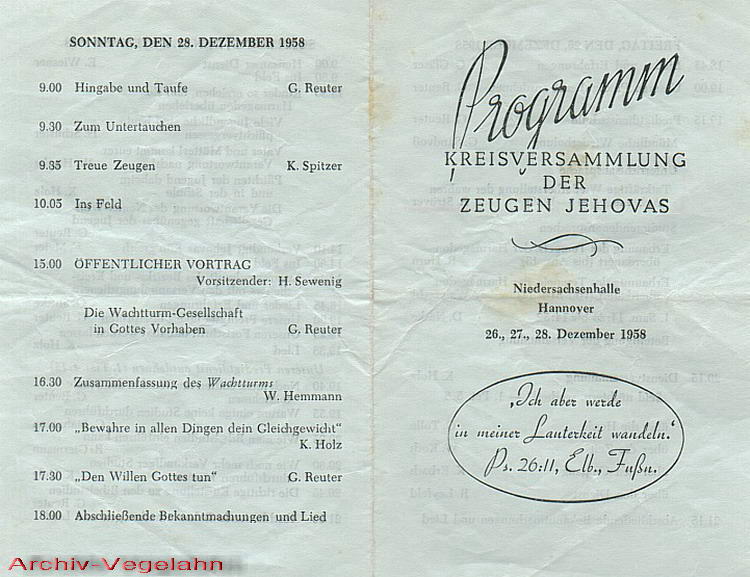 SONNTAG, DEN 28. DEZEMBER 1958
9.00 Hingabe und Taufe G. Reuter
9.30 Zum Untertauchen
9.35 Treue Zeugen K. Spitzer
10.05 Ins Feld
15.00 ÖFFENTLICHER VORTRAG
Vorsitzender: H. Sewenig
Die Wachtturm-Gesellschaft
in Gottes Vorhaben G. Reuter
16.30 Zusammenfassung des Wachtturms
W. Hemmann
17.00 „Bewahre in allen Dingen dein Gleichgewicht"
K. Holz
17.30 „Den Willen Gottes tun" G. Reuter
18.00 Abschließende Bekanntmachungen und Lied
Programm
KREISVERSAMMLUNG
DER
ZEUGEN JEHOVAS
Niedersachsenhalle
Hannover
26., 27., 28. Dezember 1958
„Ich aber werde
in meiner Lauterkeit wandeln."
Ps. 26:11, Elb., Fußn.
Archiv-Vegelahn